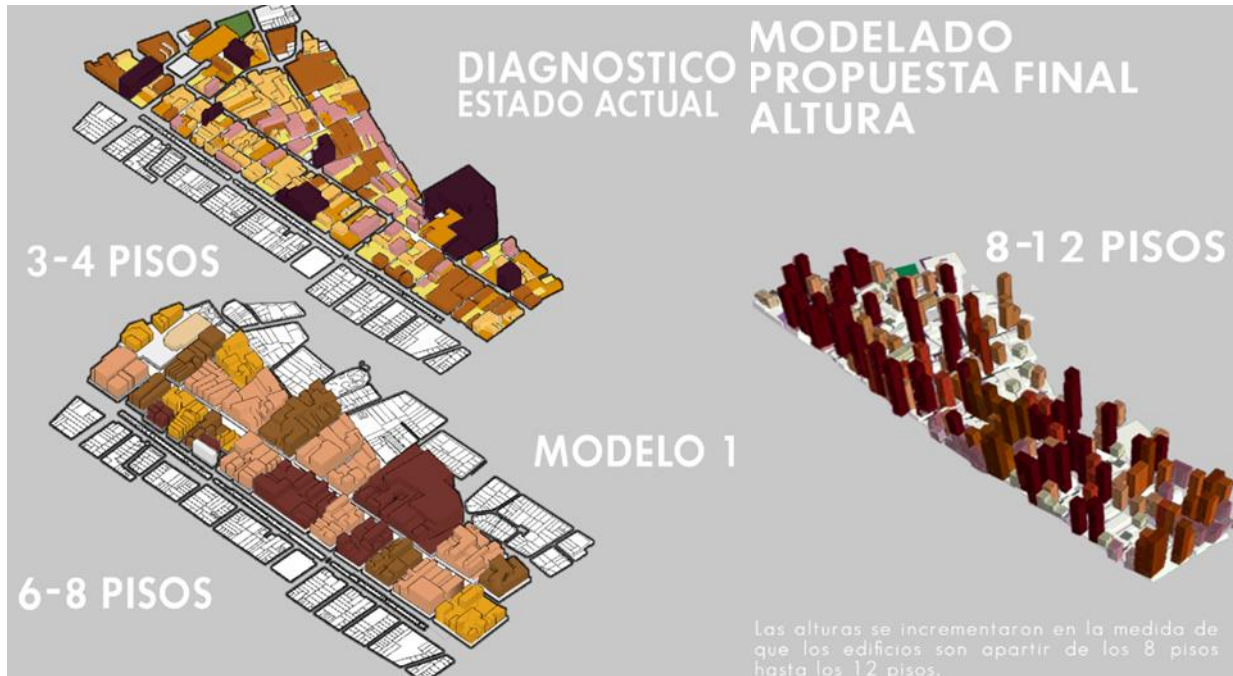 DIAGNOSTICO
ESTADO ACTUAL
3-4 PISOS
MODELO 1
6-8 PISOS
MODELADO
PROPUESTA FINAL
ALTURA
8-12 PISOS
Las alturas se incrementaron en la medida de
que los edificios son apartir de los 8 pisos
hasta los 12 pisos.